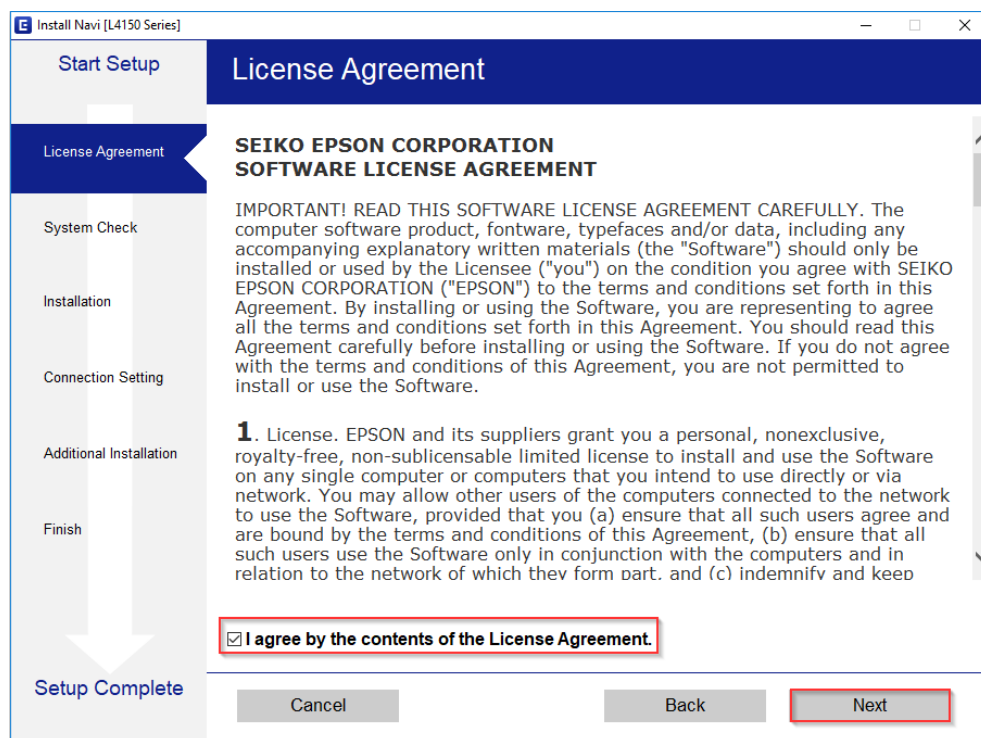 Install Navi [L4150 Series]
Start Setup
License Agreement
System Check
Installation
Connection Setting
Additional Installation
Finish
Setup Complete
License Agreement
SEIKO EPSON CORPORATION
SOFTWARE LICENSE AGREEMENT
IMPORTANT! READ THIS SOFTWARE LICENSE AGREEMENT CAREFULLY. The
computer software product, fontware, typefaces and/or data, including any
accompanying explanatory written materials (the "Software") should only be
installed or used by the Licensee ("you") on the condition you agree with SEIKO
EPSON CORPORATION ("EPSON") to the terms and conditions set forth in this
Agreement. By installing or using the Software, you are representing to agree
all the terms and conditions set forth in this Agreement. You should read this
Agreement carefully before installing or using the Software. If you do not agree
with the terms and conditions of this Agreement, you are not permitted to
install or use the Software.
1. License. EPSON and its suppliers grant you a personal, nonexclusive,
royalty-free, non-sublicensable limited license to install and use the Software
on any single computer or computers that you intend to use directly or via
network. You may allow other users of the computers connected to the network
to use the Software, provided that you (a) ensure that all such users agree and
are bound by the terms and conditions of this Agreement, (b) ensure that all
such users use the Software only in conjunction with the computers and in
relation to the network of which they form part, and (c) indemnify and keep
I agree by the contents of the License Agreement.
Cancel
Back
Next